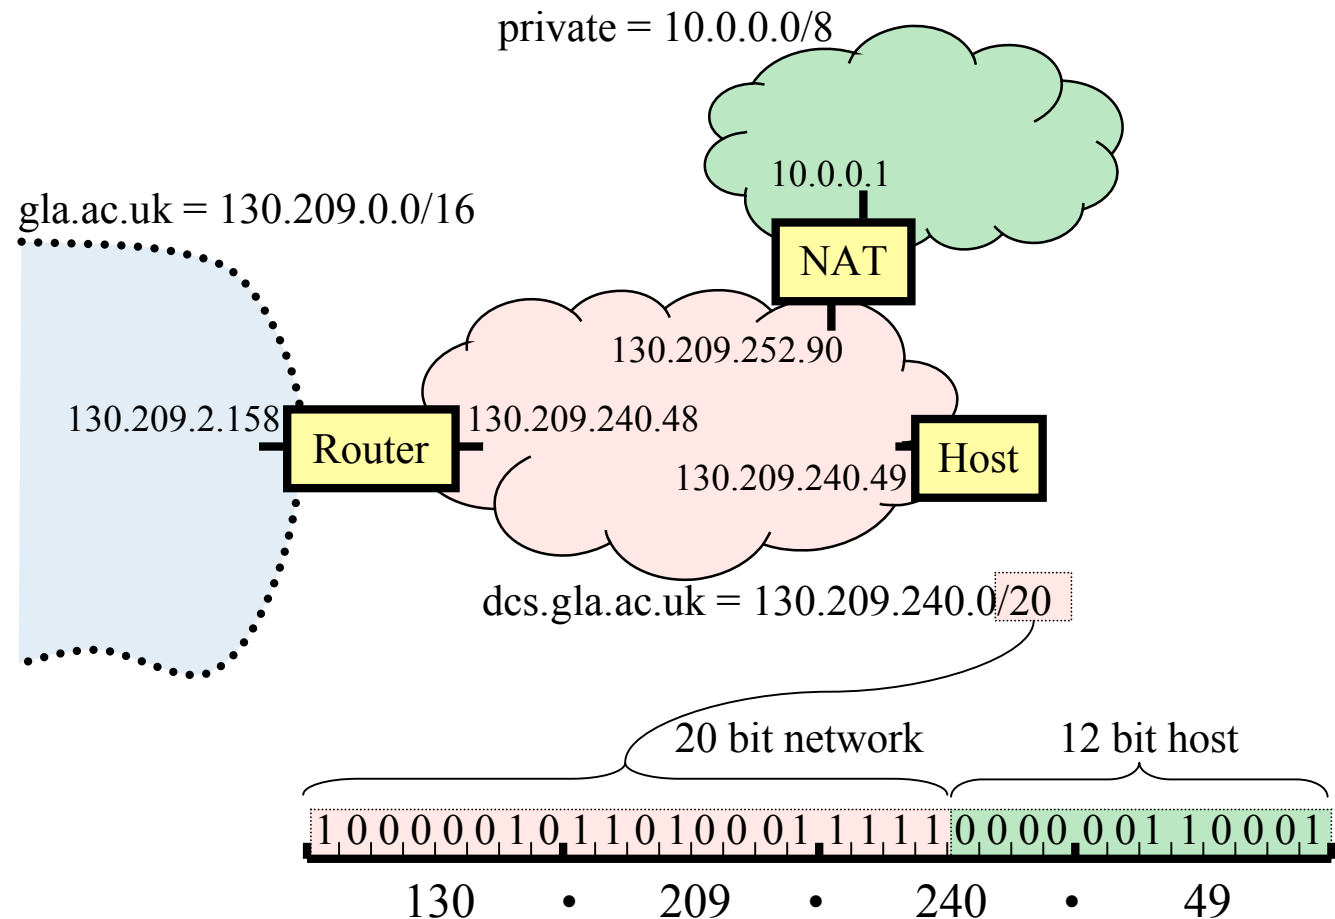 private = 10.0.0.0/8
10.0.0.1
gla.ac.uk = 130.209.0.0/16
NAT
130.209.252.90
130.209.2.158
Router
130.209.240.48
Host
130.209.240.49
dcs.gla.ac.uk = 130.209.240.0/20
20 bit network
12 bit host
1 0 0 0 0 0 1 0 1 1 0 1 0 0 0 1 1 1 1 1 0 0 0 0 0 0 1 1 0 0 0 1
130 • 209 • 240 • 49